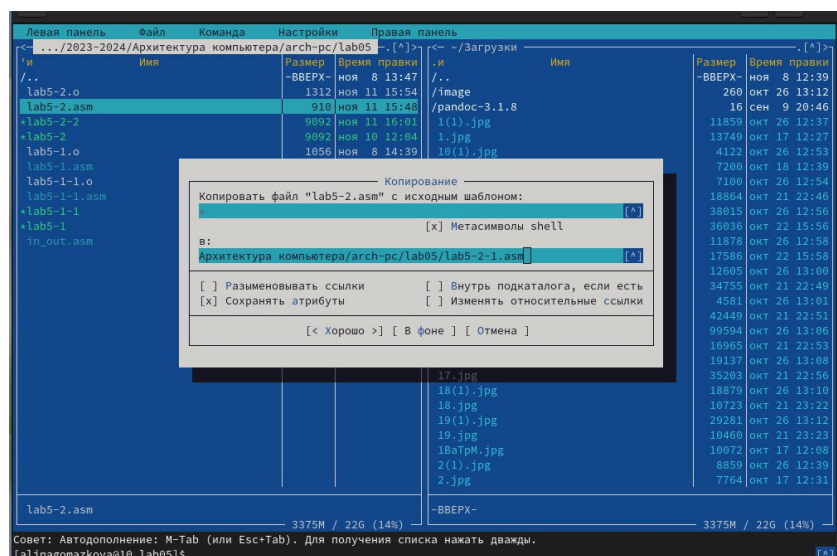 Левая панель Файл Команда Настройки Правая панель
<— .../2023-2024/Архитектура компьютера/arch-pc/lab05 —.[^]>
<— ~/Загрузки —.[^]>
'и Имя Размер Время правки
.и Имя Размер Время правки
/.. -ВВЕРХ- ноя 8 13:47
/.. -ВВЕРХ- ноя 8 12:39
lab5-2.o 1312 ноя 11 15:54
/image 260 окт 26 13:12
lab5-2.asm 910 ноя 11 15:48
/pandoc-3.1.8 16 сен 9 20:46
*lab5-2-2 9092 ноя 11 16:01
1(1).jpg 11859 окт 26 12:37
*lab5-2 9092 ноя 10 12:04
1.jpg 13749 окт 17 12:27
lab5-1.o 1056 ноя 8 14:39
10(1).jpg 4122 окт 26 12:53
lab5-1.asm
7200 окт 18 12:39
lab5-1-1.o
7100 окт 26 12:54
lab5-1-1.asm
18864 окт 21 22:46
*lab5-1-1
38015 окт 26 12:56
*lab5-1
36036 окт 22 15:56
in_out.asm
11878 окт 26 12:58
17586 окт 22 15:58
12605 окт 26 13:00
34755 окт 21 22:49
4581 окт 26 13:01
42449 окт 21 22:51
99594 окт 26 13:06
16965 окт 21 22:53
19137 окт 26 13:08
Копирование
Копировать файл "lab5-2.asm" с исходным шаблоном:
* [^]
[x] Метасимволы shell
в:
Архитектура компьютера/arch-pc/lab05/lab5-2-1.asm [^]
[ ] Разыменовывать ссылки [ ] Внутрь подкаталога, если есть
[x] Сохранять атрибуты [ ] Изменять относительные ссылки
[< Хорошо >] [ В фоне ] [ Отмена ]
17.jpg 35203 окт 21 22:56
18(1).jpg 18879 окт 26 13:10
18.jpg 10723 окт 21 23:22
19(1).jpg 29281 окт 26 13:12
19.jpg 10460 окт 21 23:23
1BaTpM.jpg 10072 окт 17 12:08
2(1).jpg 8859 окт 26 12:39
2.jpg 7764 окт 17 12:31
lab5-2.asm
-ВВЕРХ-
3375M / 22G (14%)
3375M / 22G (14%)
Совет: Автодополнение: M-Tab (или Esc+Tab). Для получения списка нажать дважды.
[alinagomazkova@10 lab05]$ [^]